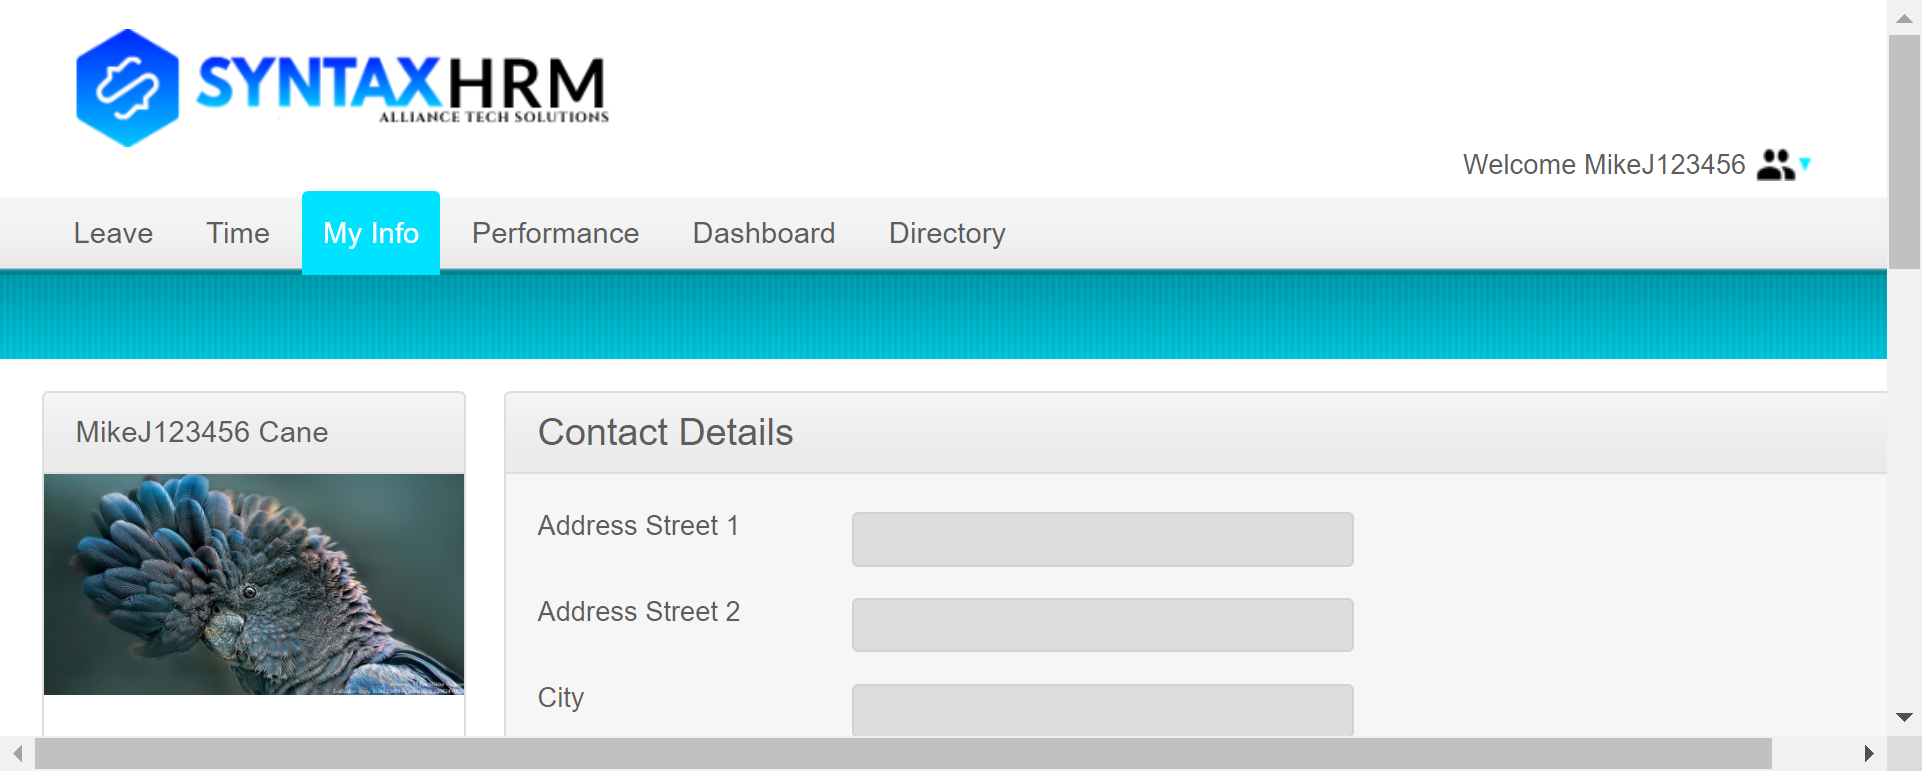 SYNTAXHRM
ALLIANCE TECH SOLUTIONS
Welcome MikeJ123456
Leave Time My Info Performance Dashboard Directory
MikeJ123456 Cane
Contact Details
Address Street 1
Address Street 2
City